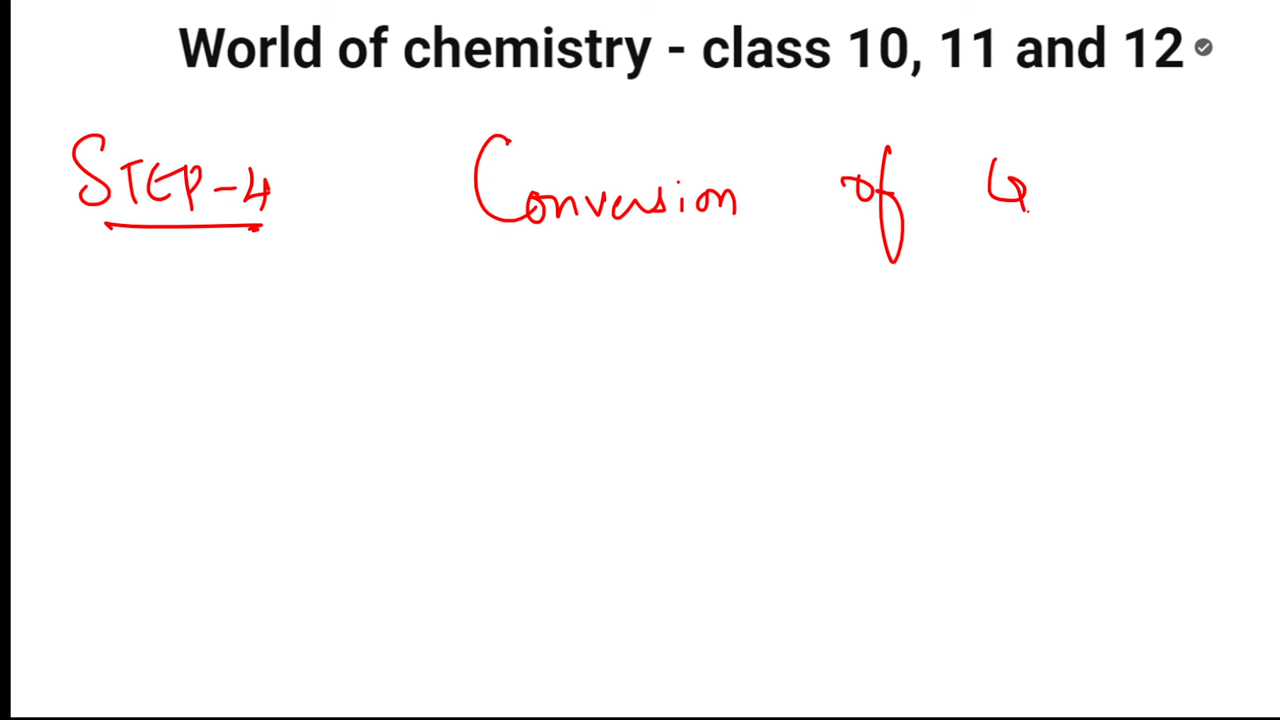 World of chemistry - class 10, 11 and 12
STEP-4 Conversion of